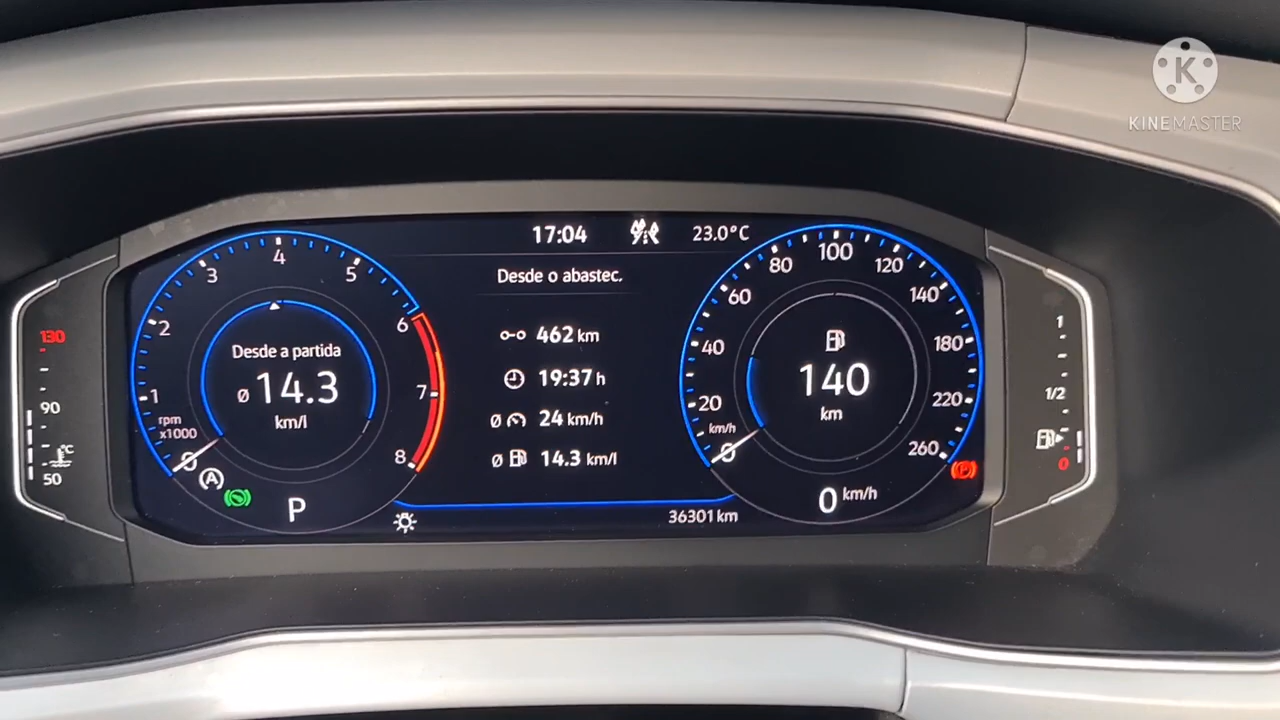 K
KINEMASTER
17:04
23.0°C
Desde o abastec.
462 km
19:37 h
Ø 24 km/h
Ø 14.3 km/l
36301 km
1
2
3
4
5
6
7
8
rpm
x1000
Desde a partida
Ø 14.3
km/l
A
P
0
20
40
60
80
100
120
140
180
220
260
km/h
140
km
0 km/h
P
130
90
50
°C
1
1/2
0